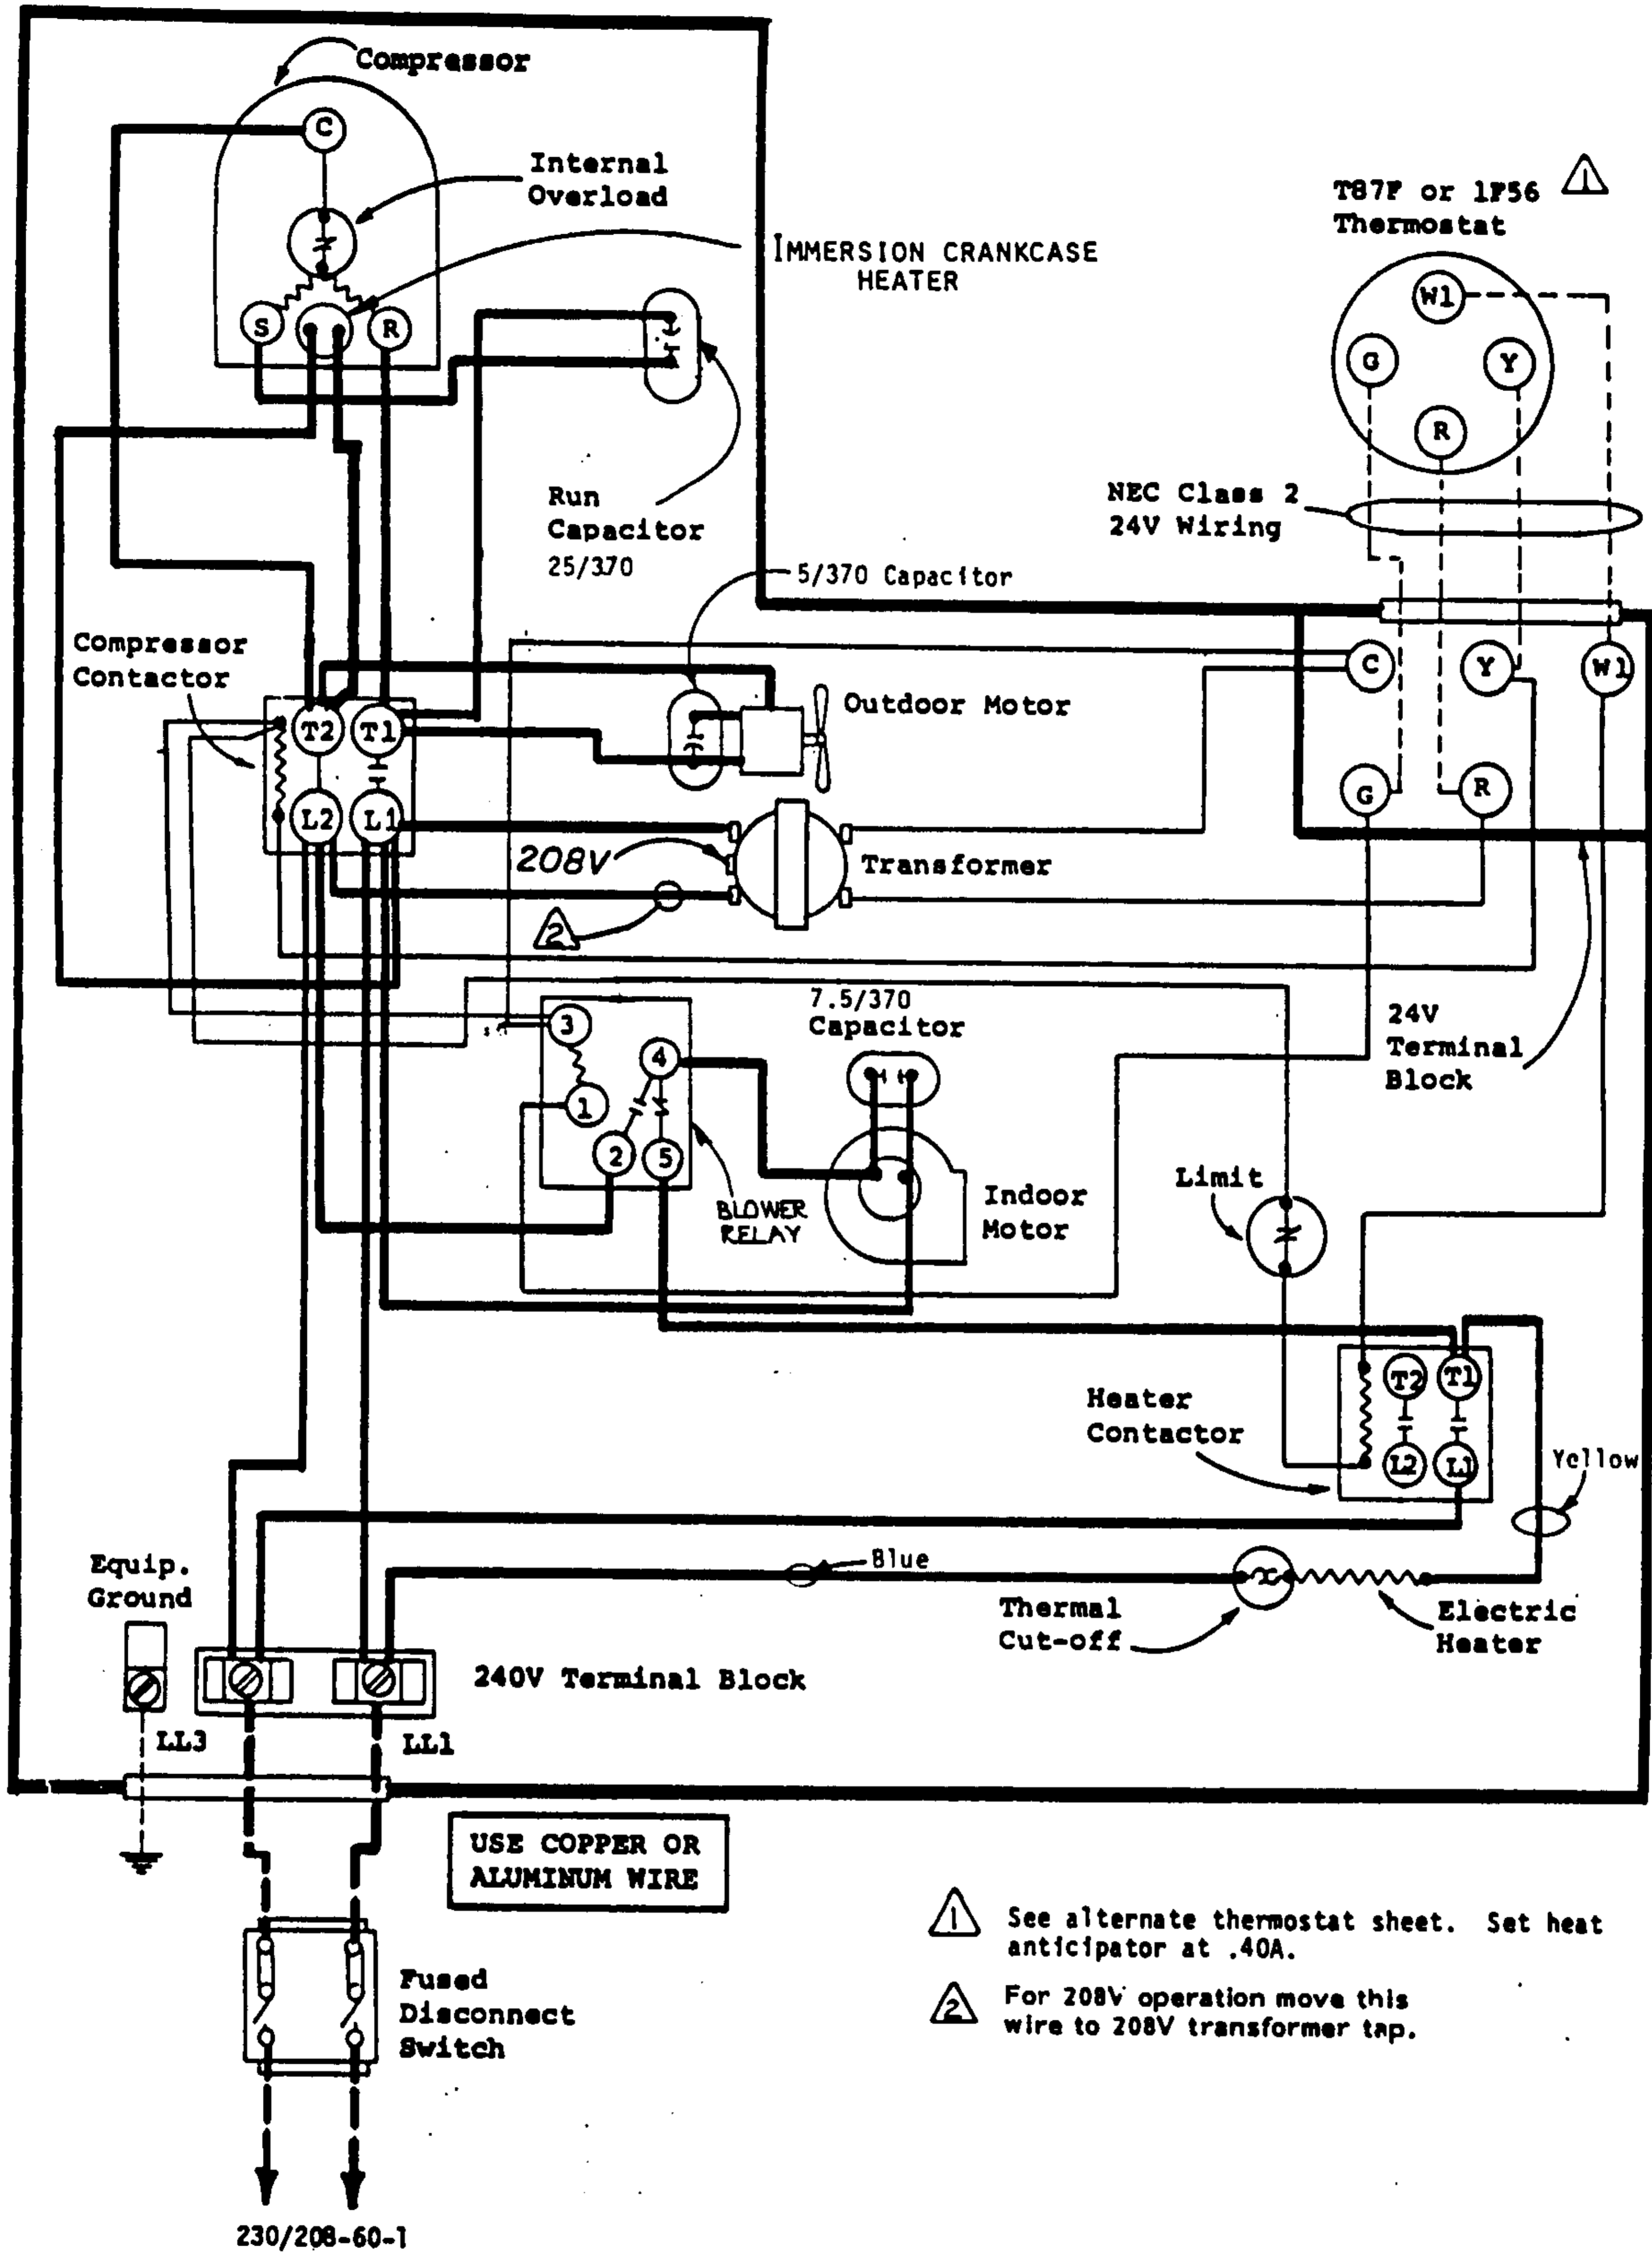 Compressor
C
Internal
Overload
IMMERSION CRANKCASE
HEATER
S
R
T87F or 1F56
Thermostat
1
W1
G
Y
R
NEC Class 2
24V Wiring
Run
Capacitor
25/370
5/370 Capacitor
Compressor
Contactor
T2
T1
L2
L1
Outdoor Motor
C
Y
W1
G
R
208V
Transformer
2
24V
Terminal
Block
7.5/370
Capacitor
3
4
1
2
5
BLOWER
RELAY
Indoor
Motor
Limit
Heater
Contactor
T2
T1
L2
L1
Yellow
Blue
Thermal
Cut-off
Electric
Heater
Equip.
Ground
240V Terminal Block
LL3
LL1
USE COPPER OR
ALUMINUM WIRE
Fused
Disconnect
Switch
230/208-60-1
1 See alternate thermostat sheet. Set heat
anticipator at .40A.
2 For 208V operation move this
wire to 208V transformer tap.